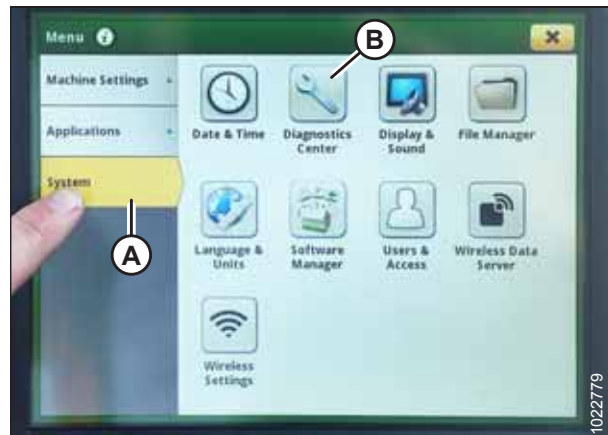 Menu i
B
Machine Settings
Applications
System
A
Date & Time
Diagnostics
Center
Display &
Sound
File Manager
Language &
Units
Software
Manager
Users &
Access
Wireless Data
Server
Wireless
Settings
1022779